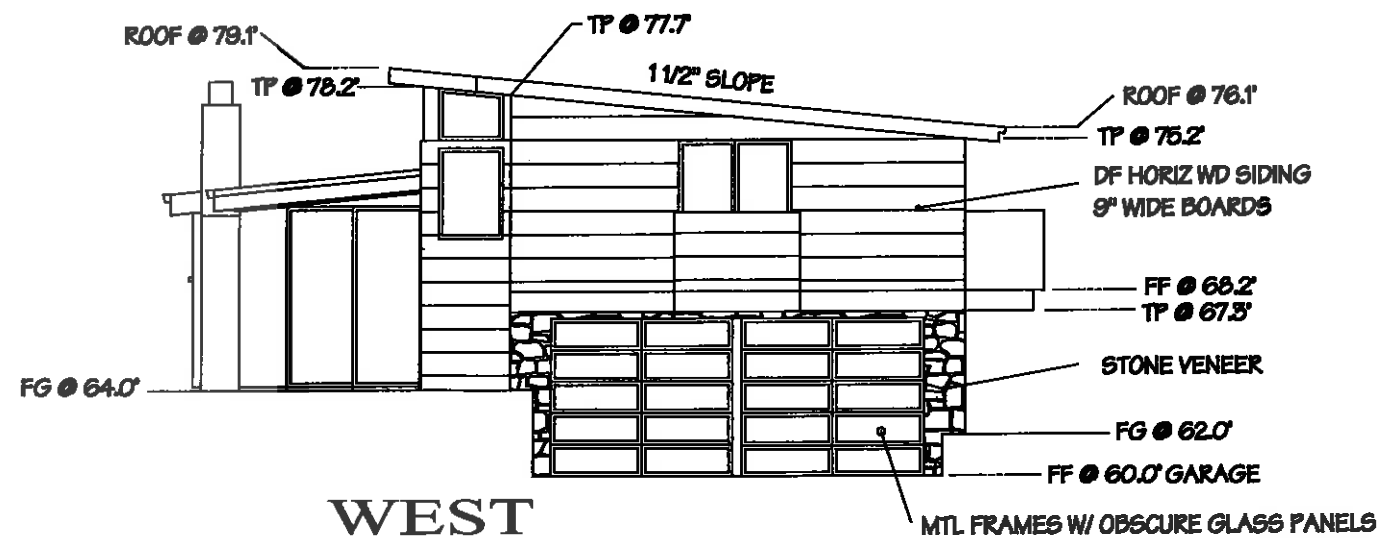 ROOF @ 79.1'
TP @ 77.7'
TP @ 78.2'
1 1/2" SLOPE
ROOF @ 76.1'
TP @ 75.2'
DF HORIZ WD SIDING
9" WIDE BOARDS
FF @ 68.2'
TP @ 67.3'
STONE VENEER
FG @ 64.0'
FG @ 62.0'
FF @ 60.0' GARAGE
WEST
MTL FRAMES W/ OBSCURE GLASS PANELS